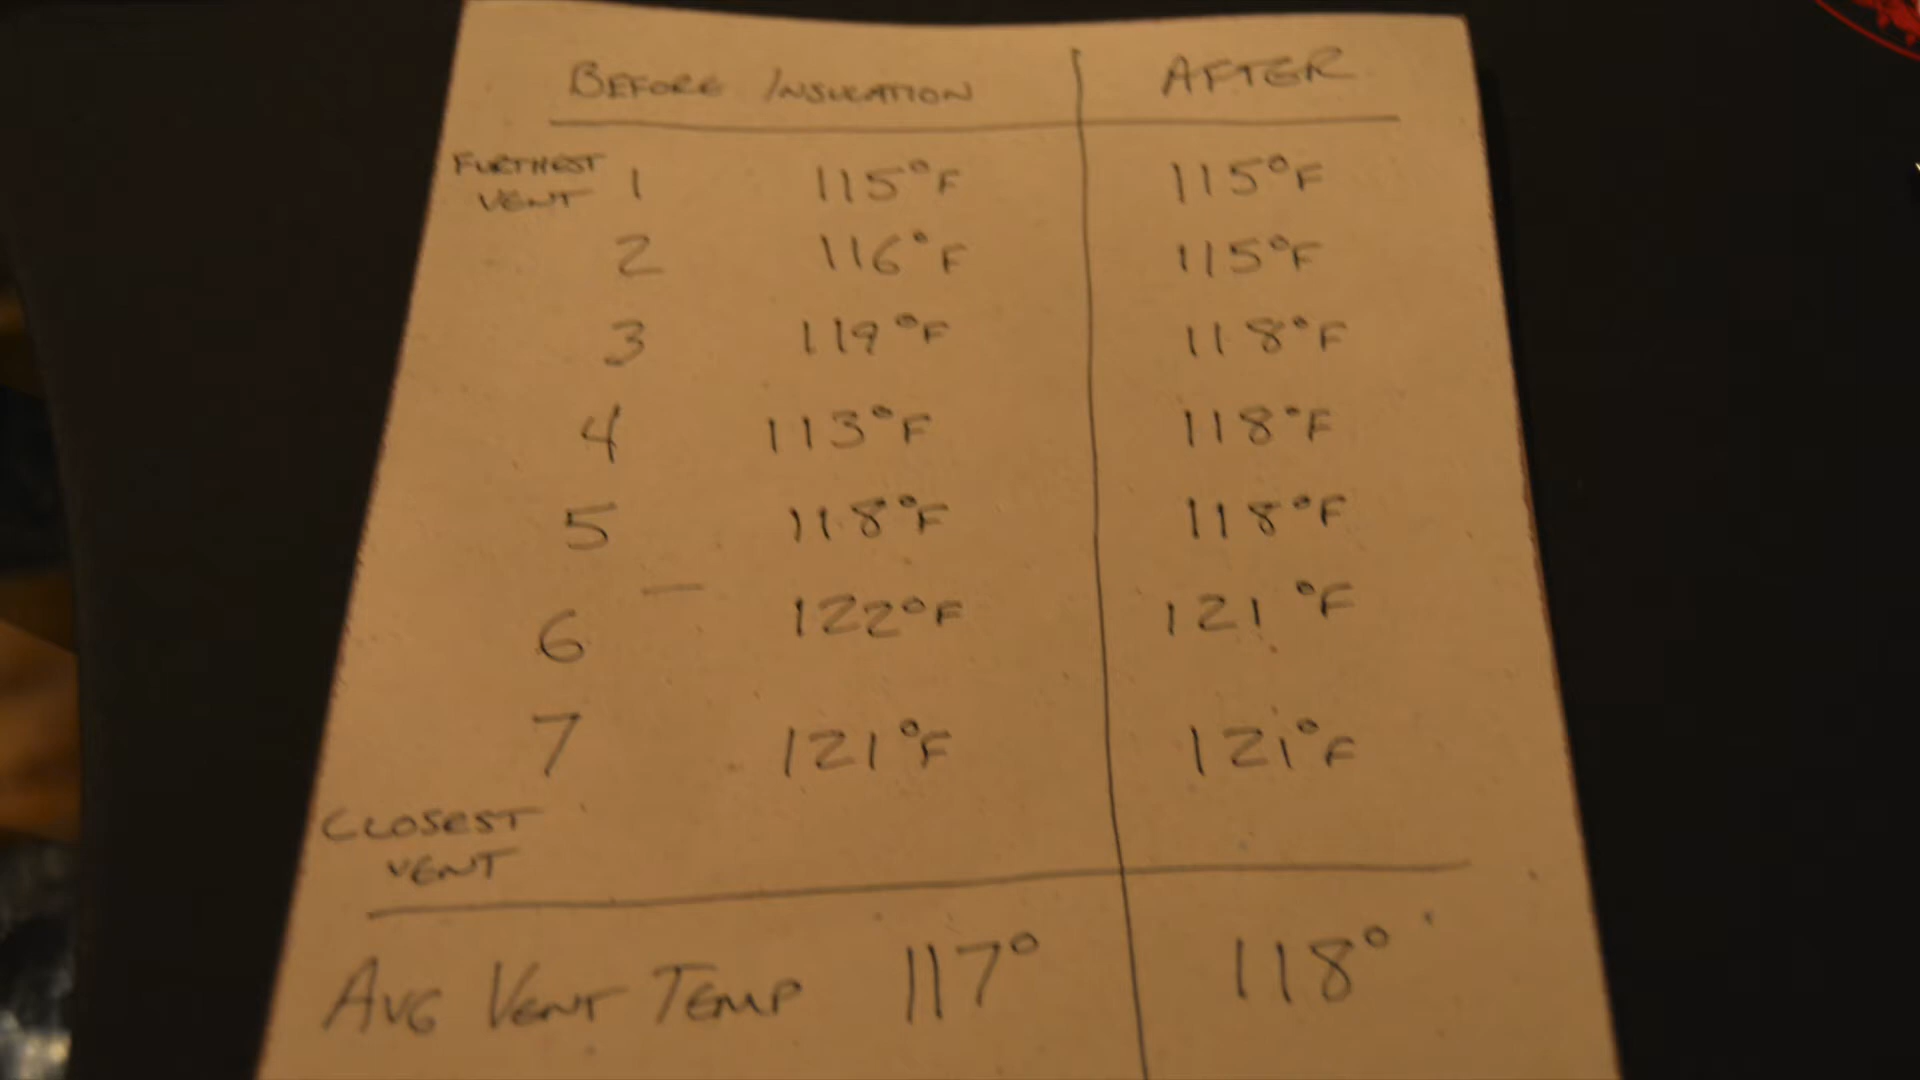 BEFORE INSULATION AFTER
FURTHEST VENT 1 115°F 115°F
2 116°F 115°F
3 119°F 118°F
4 113°F 118°F
5 118°F 118°F
6 122°F 121°F
7 121°F 121°F
CLOSEST VENT
AVG VENT TEMP 117° 118°